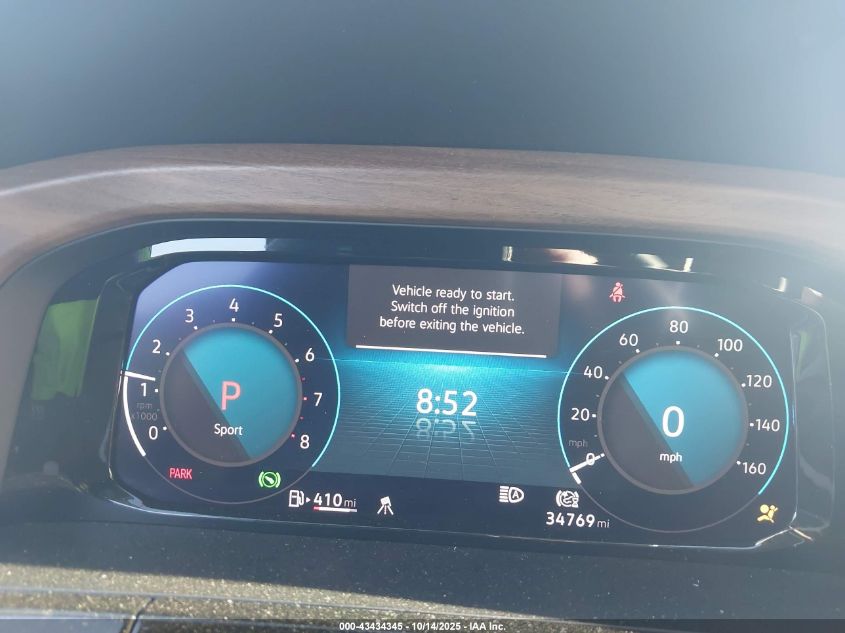 Vehicle ready to start.
Switch off the ignition
before exiting the vehicle.
0
1
2
3
4
5
6
7
8
rpm
x1000
P
Sport
8:52
0
20
40
60
80
100
120
140
160
mph
0
mph
PARK
410 mi
A
34769 mi
000-43434345 - 10/14/2025 - IAA Inc.